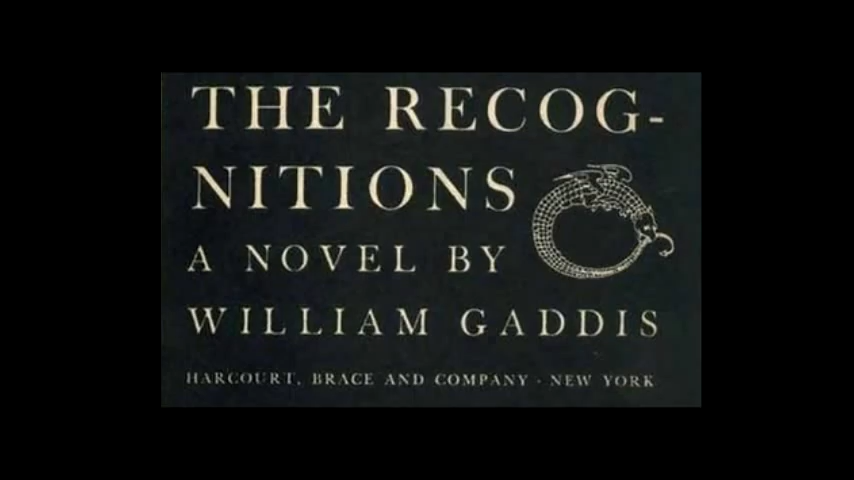 THE RECOG-
NITIONS
A NOVEL BY
WILLIAM GADDIS
HARCOURT, BRACE AND COMPANY · NEW YORK